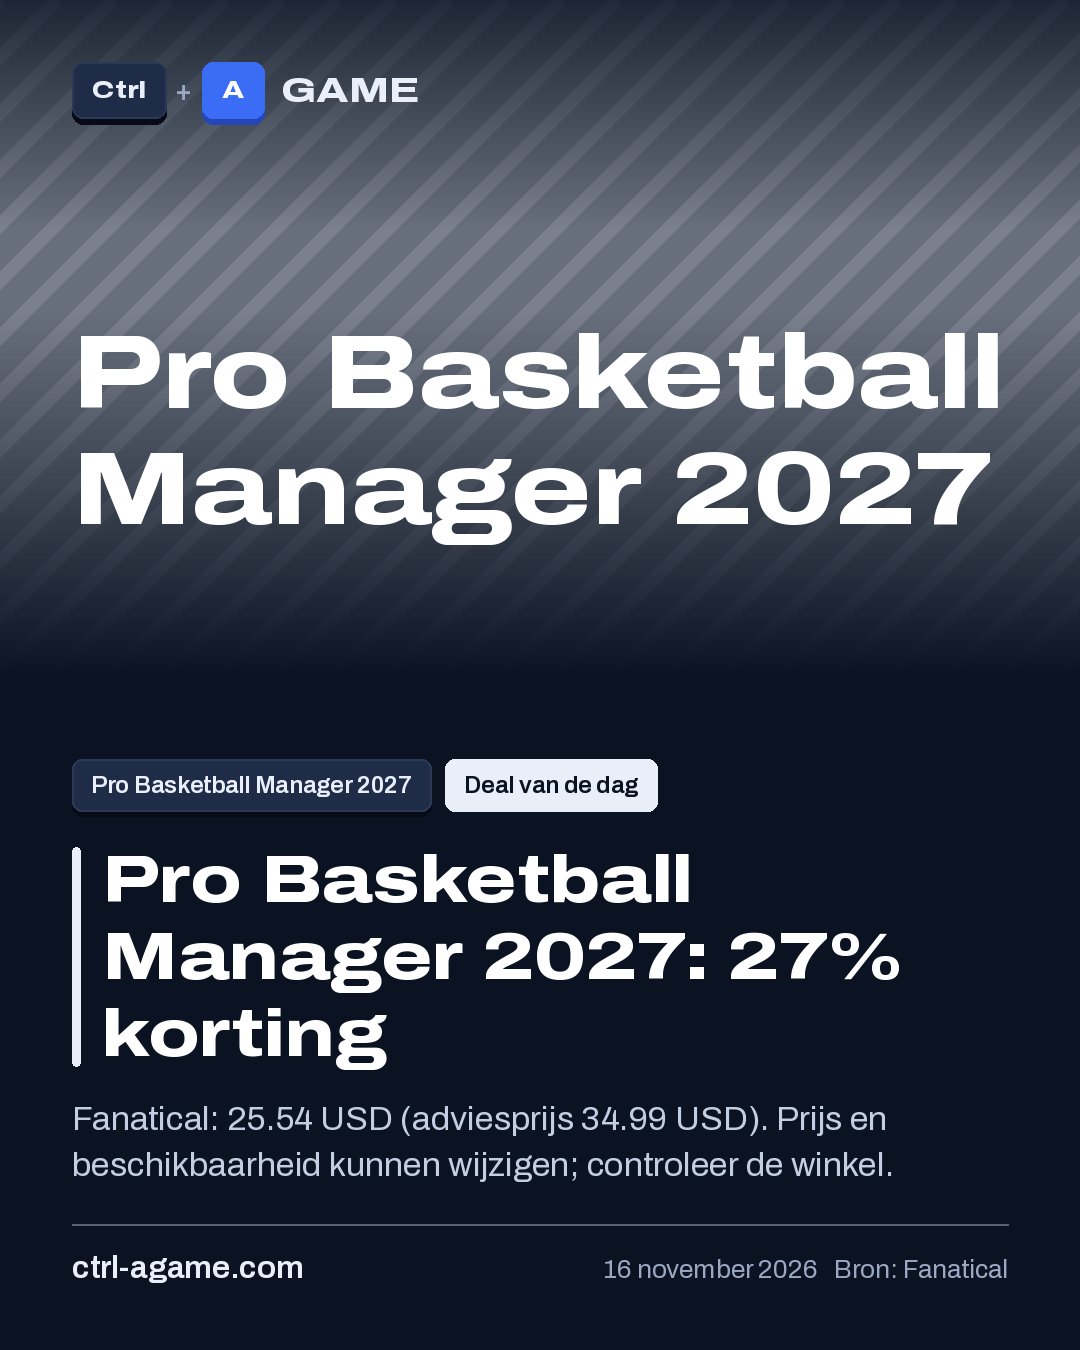 Ctrl + A GAME
Pro Basketball
Manager 2027
Pro Basketball Manager 2027 Deal van de dag
Pro Basketball
Manager 2027: 27%
korting
Fanatical: 25.54 USD (adviesprijs 34.99 USD). Prijs en
beschikbaarheid kunnen wijzigen; controleer de winkel.
ctrl-agame.com 16 november 2026 Bron: Fanatical